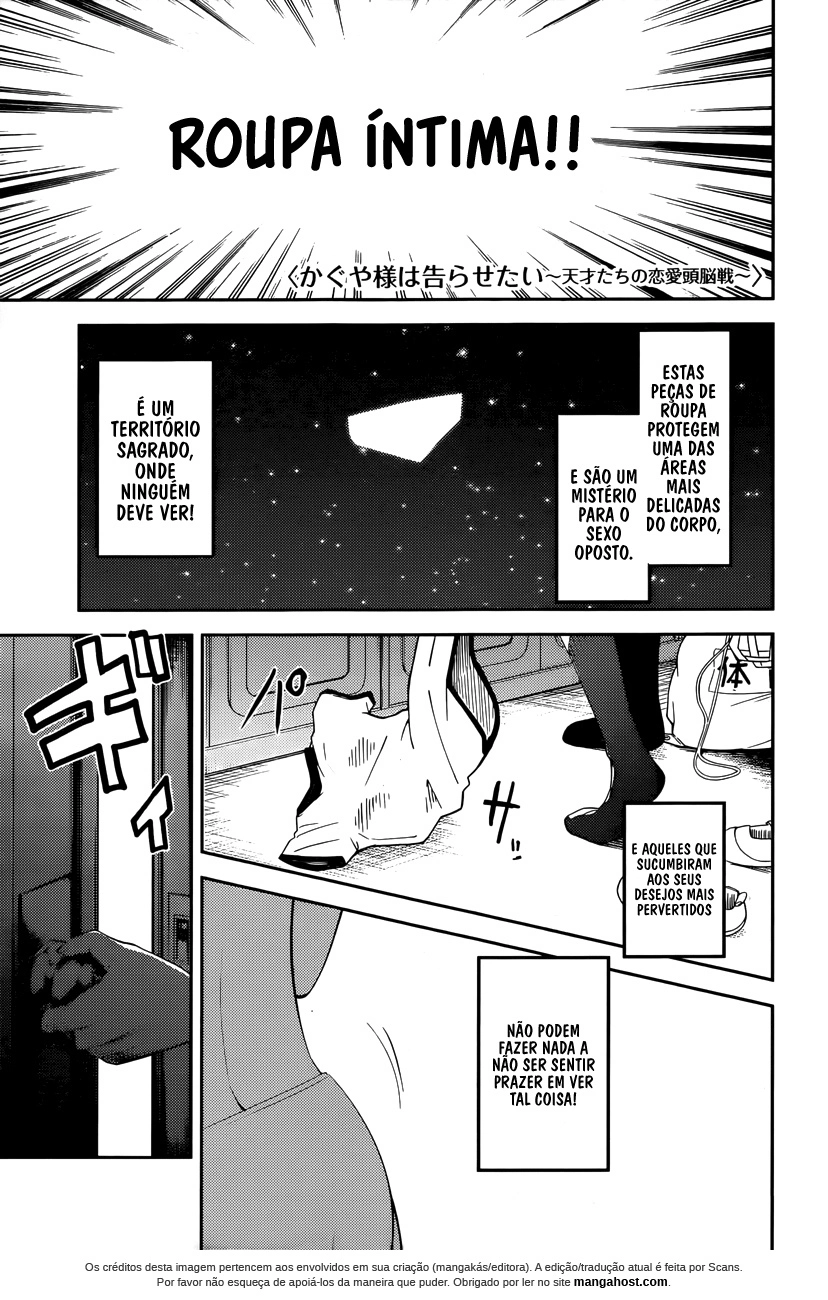 ROUPA ÍNTIMA!!
〈かぐや様は告らせたい～天才たちの恋愛頭脳戦～〉
ESTAS
PEÇAS DE
ROUPA
PROTEGEM
UMA DAS
ÁREAS
MAIS
DELICADAS
DO CORPO,
E SÃO UM
MISTÉRIO
PARA O
SEXO
OPOSTO.
É UM
TERRITÓRIO
SAGRADO,
ONDE
NINGUÉM
DEVE VER!
パサ
体
E AQUELES QUE
SUCUMBIRAM
AOS SEUS
DESEJOS MAIS
PERVERTIDOS
ギィ
NÃO PODEM
FAZER NADA A
NÃO SER SENTIR
PRAZER EM VER
TAL COISA!
Os créditos desta imagem pertencem aos envolvidos em sua criação (mangakás/editora). A edição/tradução atual é feita por Scans.
Por favor não esqueça de apoiá-los da maneira que puder. Obrigado por ler no site mangahost.com.